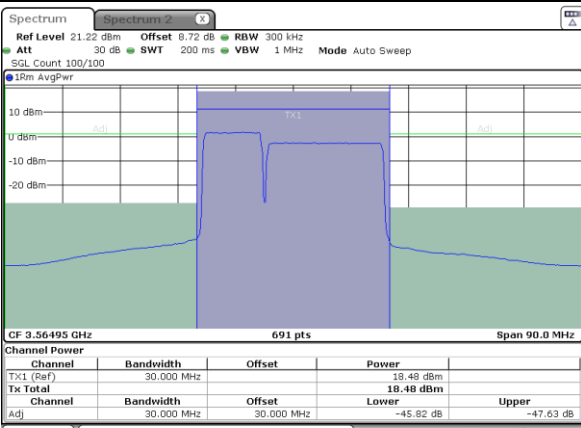 Spectrum Spectrum 2 X
Ref Level 21.22 dBm Offset 8.72 dB RBW 300 kHz
Att 30 dB SWT 200 ms VBW 1 MHz Mode Auto Sweep
SGL Count 100/100
1Rm AvgPwr
10 dBm
TX1
Adj Adj
0 dBm
-10 dBm
-20 dBm
CF 3.56495 GHz 691 pts Span 90.0 MHz
Channel Power
Channel Bandwidth Offset Power
TX1 (Ref) 30.000 MHz 18.48 dBm
Tx Total 18.48 dBm
Channel Bandwidth Offset Lower Upper
Adj 30.000 MHz 30.000 MHz -45.82 dB -47.63 dB